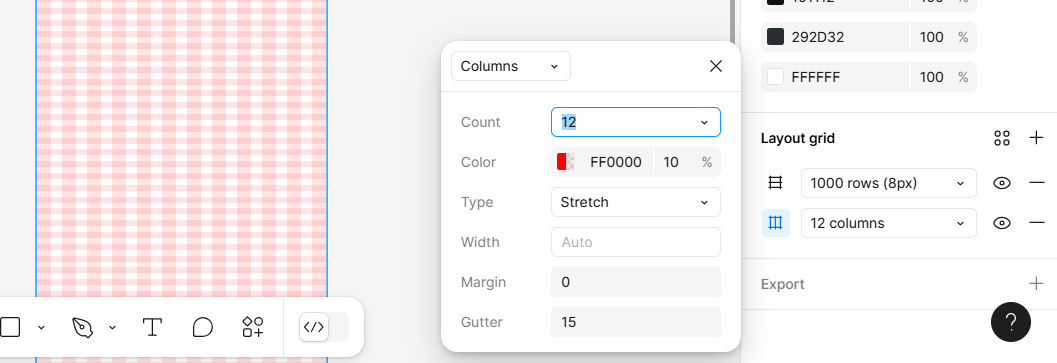 100 %
292D32 100 %
FFFFFF 100 %
Columns
Count 12
Color FF0000 10 %
Type Stretch
Width Auto
Margin 0
Gutter 15
Layout grid
1000 rows (8px)
12 columns
Export
T
</>
?